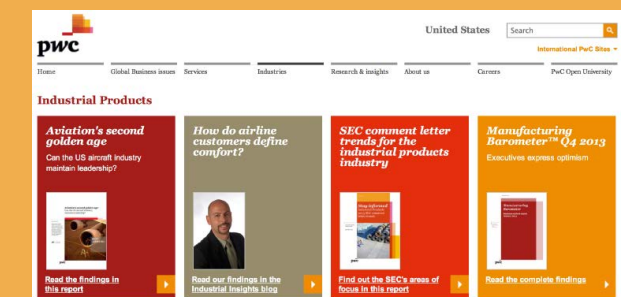 pwc
United States
Search
International PwC Sites
Home Global Business issues Services Industries Research & insights About us Careers PwC Open University
Industrial Products
Aviation's second
golden age
Can the US aircraft industry
maintain leadership?
Read the findings in
this report
How do airline
customers define
comfort?
Read our findings in the
Industrial Insights blog
SEC comment letter
trends for the
industrial products
industry
Find out the SEC's areas of
focus in this report
Manufacturing
Barometer™ Q4 2013
Executives express optimism
Read the complete findings